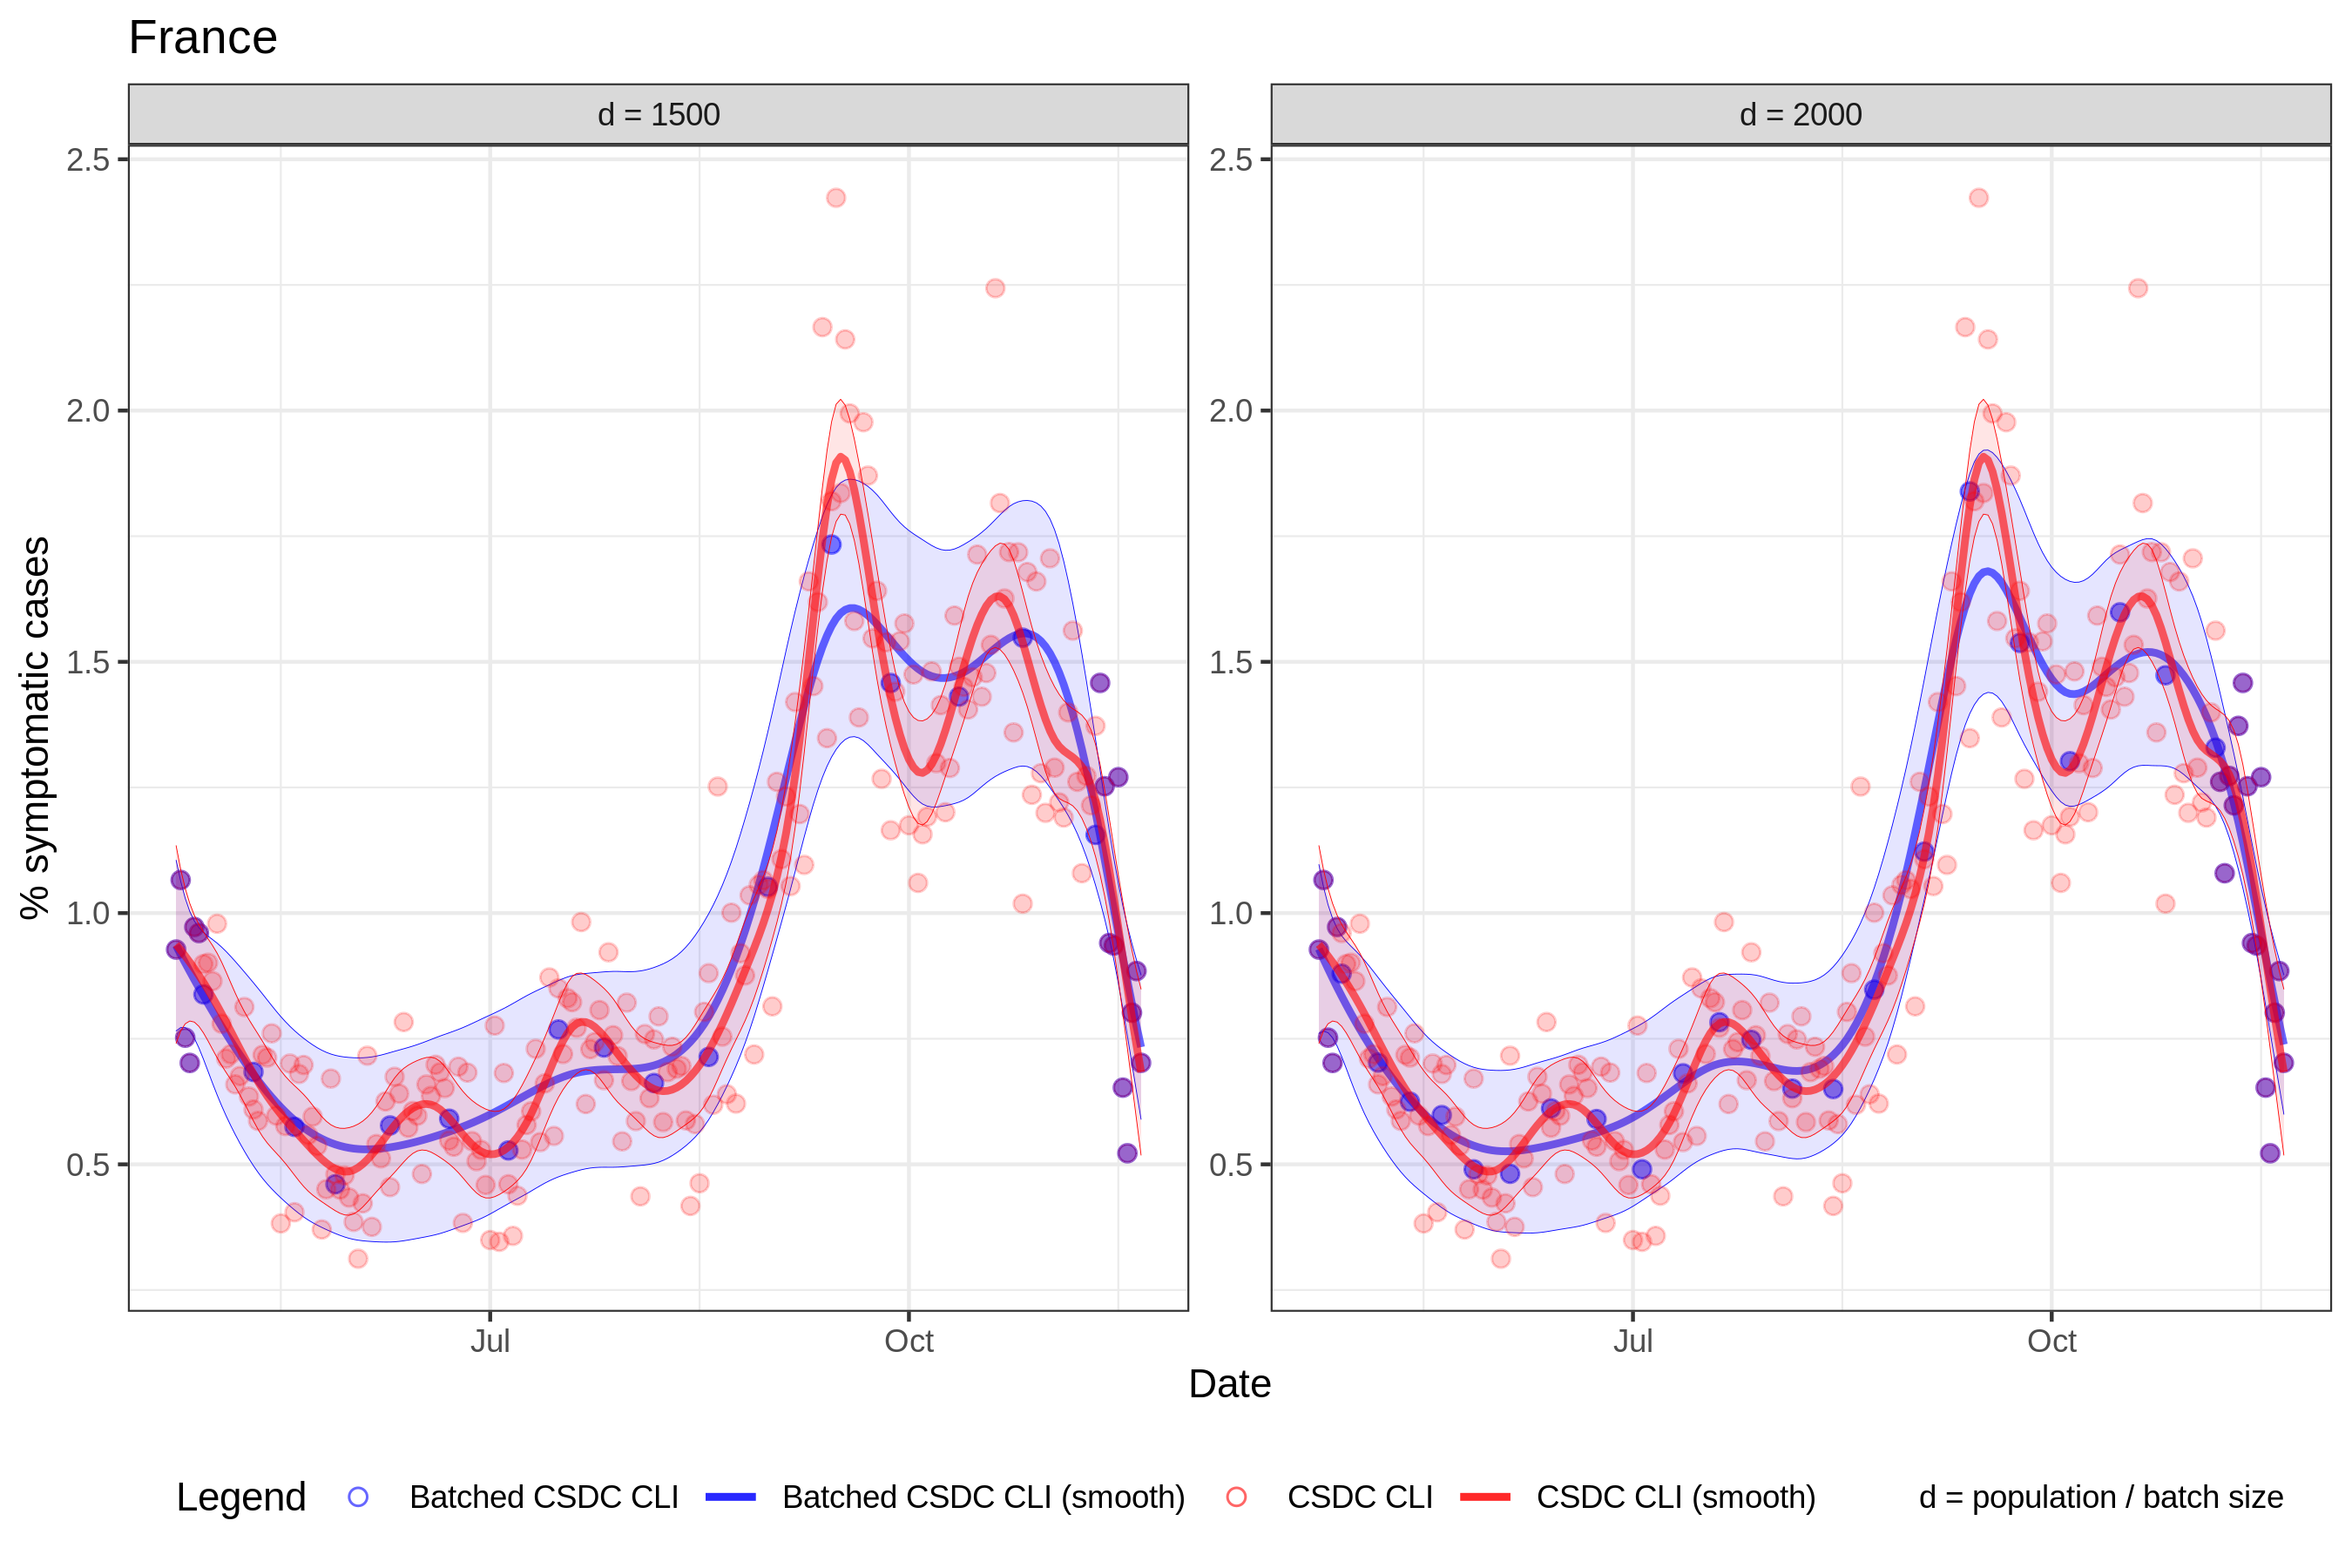 France
d = 1500
d = 2000
2.5
2.0
1.5
1.0
0.5
2.5
2.0
1.5
1.0
0.5
% symptomatic cases
Jul
Oct
Jul
Oct
Date
Legend
Batched CSDC CLI
Batched CSDC CLI (smooth)
CSDC CLI
CSDC CLI (smooth)
d = population / batch size